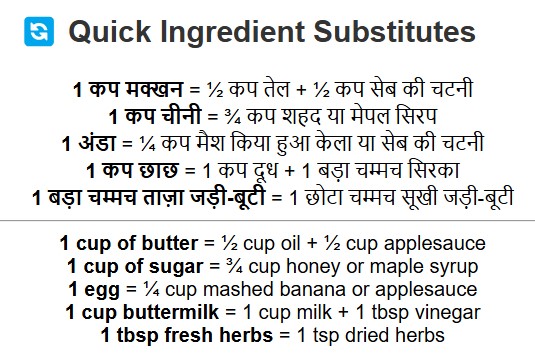 Quick Ingredient Substitutes
1 कप मक्खन = ½ कप तेल + ½ कप सेब की चटनी
1 कप चीनी = ¾ कप शहद या मेपल सिरप
1 अंडा = ¼ कप मैश किया हुआ केला या सेब की चटनी
1 कप छाछ = 1 कप दूध + 1 बड़ा चम्मच सिरका
1 बड़ा चम्मच ताज़ा जड़ी-बूटी = 1 छोटा चम्मच सूखी जड़ी-बूटी
1 cup of butter = ½ cup oil + ½ cup applesauce
1 cup of sugar = ¾ cup honey or maple syrup
1 egg = ¼ cup mashed banana or applesauce
1 cup buttermilk = 1 cup milk + 1 tbsp vinegar
1 tbsp fresh herbs = 1 tsp dried herbs